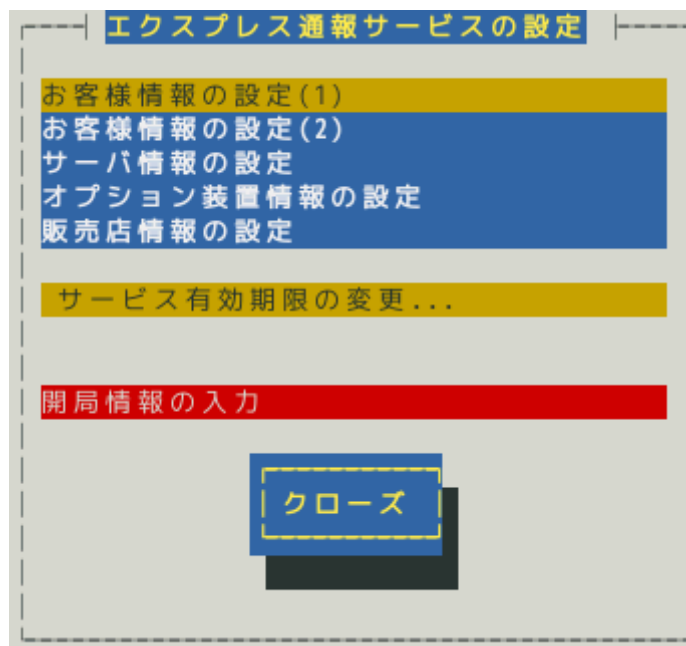 エクスプレス通報サービスの設定
お客様情報の設定(1)
お客様情報の設定(2)
サーバ情報の設定
オプション装置情報の設定
販売店情報の設定
サービス有効期限の変更...
開局情報の入力
クローズ